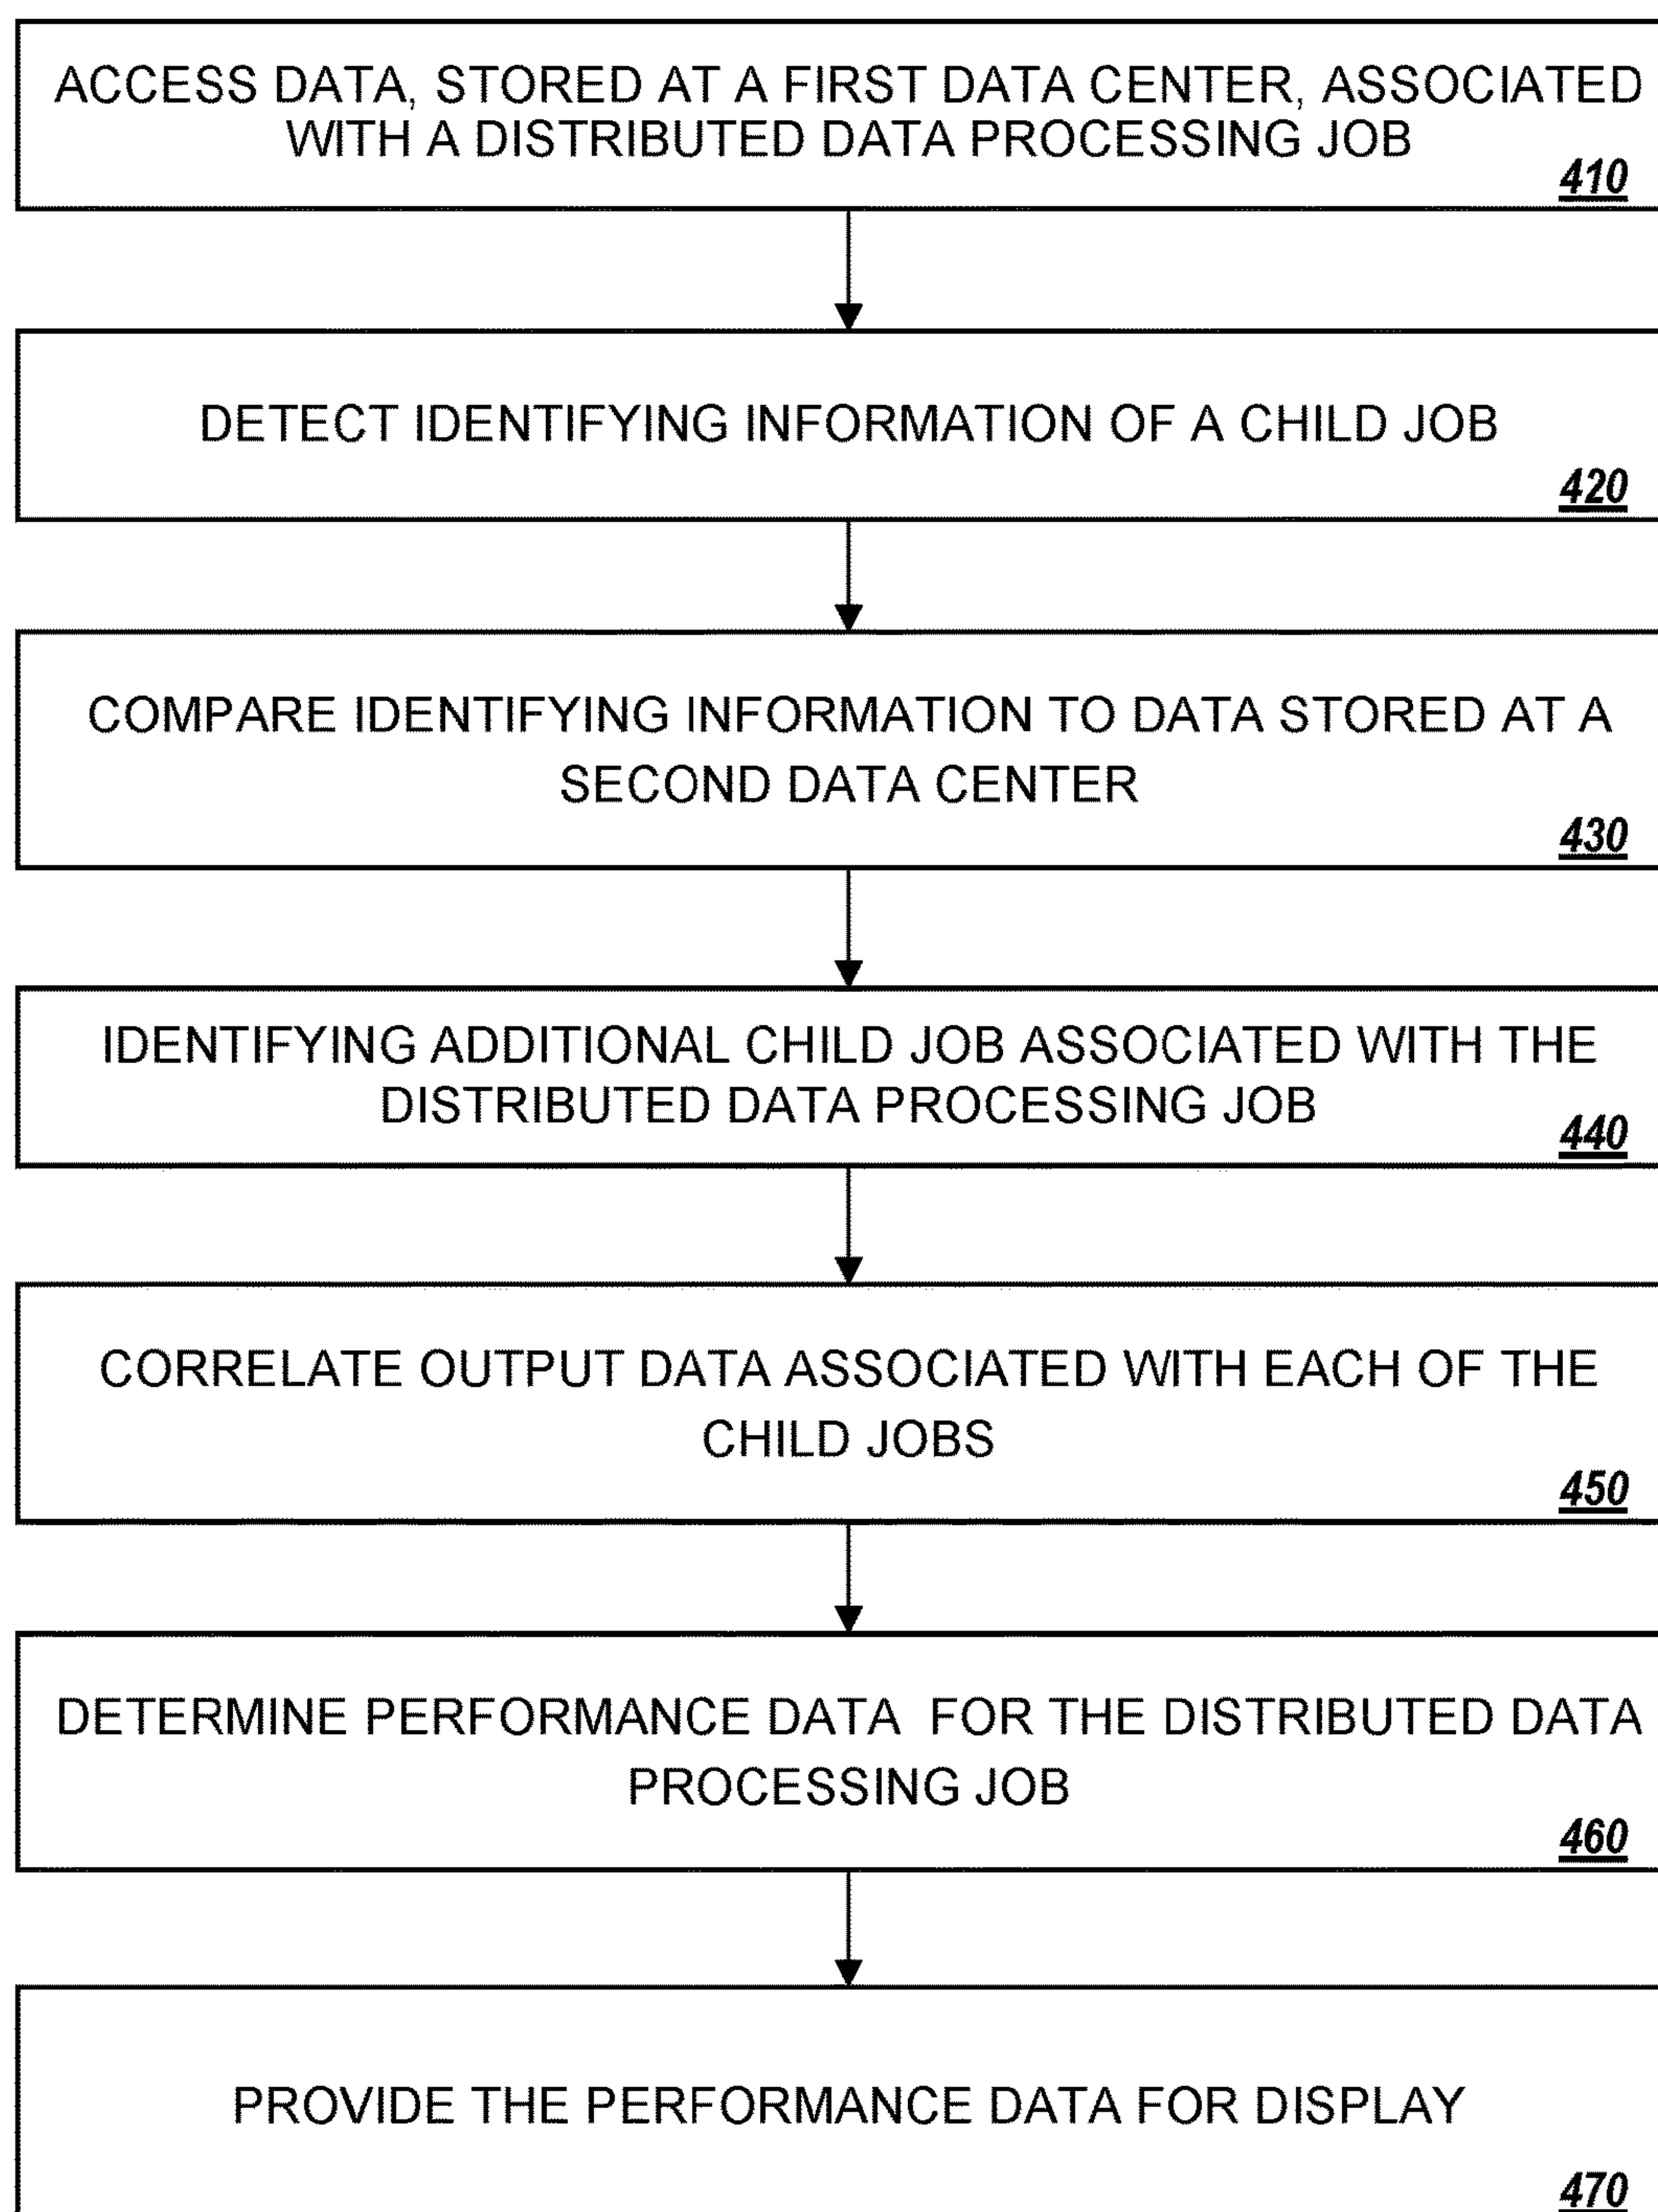 ACCESS DATA, STORED AT A FIRST DATA CENTER, ASSOCIATED
WITH A DISTRIBUTED DATA PROCESSING JOB
410
DETECT IDENTIFYING INFORMATION OF A CHILD JOB
420
COMPARE IDENTIFYING INFORMATION TO DATA STORED AT A
SECOND DATA CENTER
430
IDENTIFYING ADDITIONAL CHILD JOB ASSOCIATED WITH THE
DISTRIBUTED DATA PROCESSING JOB
440
CORRELATE OUTPUT DATA ASSOCIATED WITH EACH OF THE
CHILD JOBS
450
DETERMINE PERFORMANCE DATA FOR THE DISTRIBUTED DATA
PROCESSING JOB
460
PROVIDE THE PERFORMANCE DATA FOR DISPLAY
470